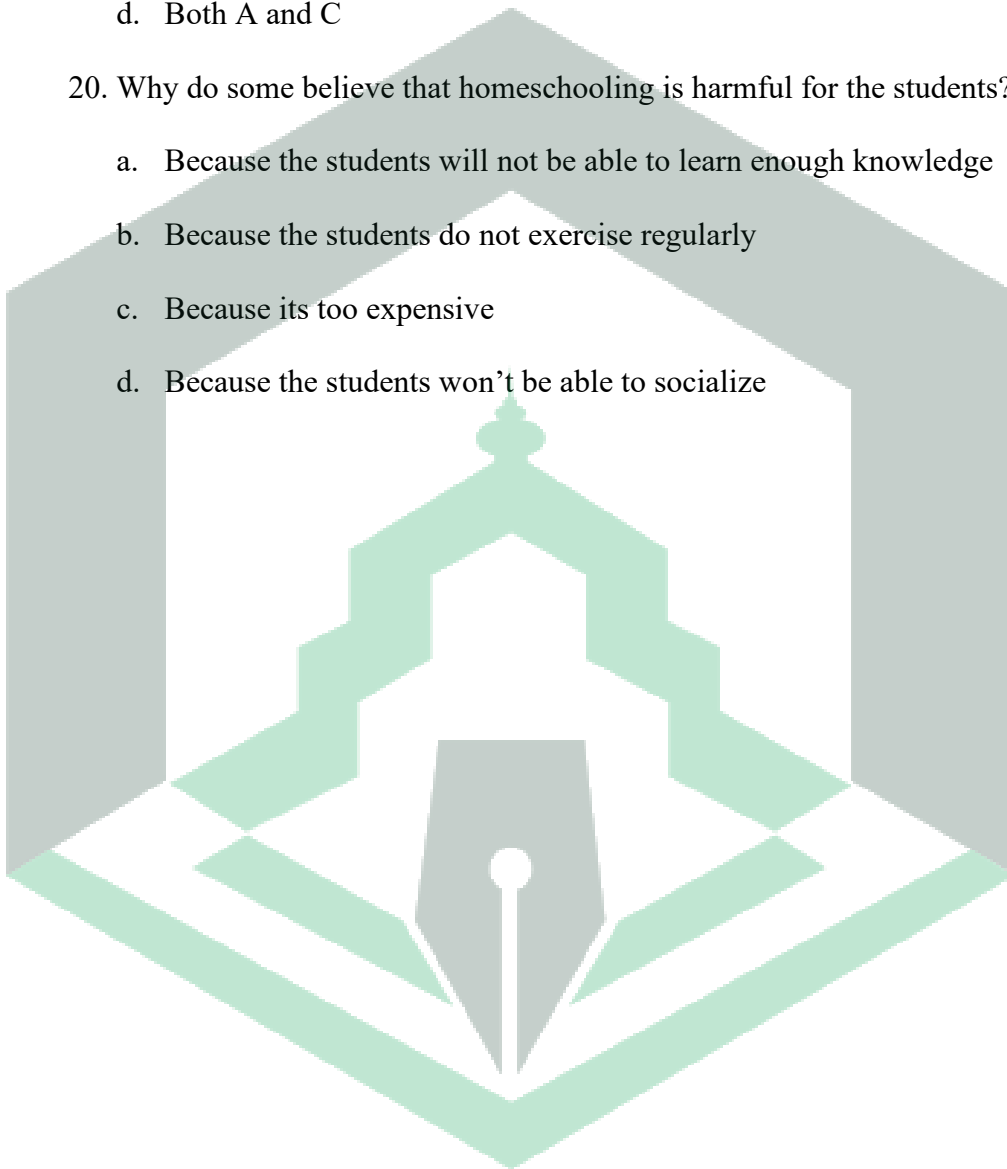 d. Both A and C
20. Why do some believe that homeschooling is harmful for the students?
a. Because the students will not be able to learn enough knowledge
b. Because the students do not exercise regularly
c. Because its too expensive
d. Because the students won’t be able to socialize